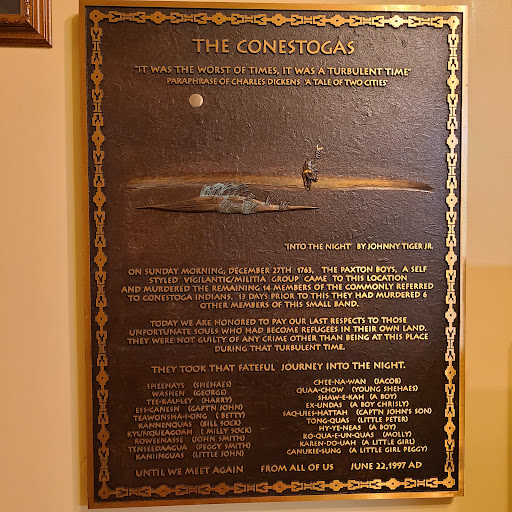 THE CONESTOGAS
"IT WAS THE WORST OF TIMES, IT WAS A TURBULENT TIME"
PARAPHRASE OF CHARLES DICKENS 'A TALE OF TWO CITIES'
"INTO THE NIGHT" BY JOHNNY TIGER JR.
ON SUNDAY MORNING, DECEMBER 27TH 1763, THE PAXTON BOYS, A SELF
STYLED VIGILANTIC/MILITIA GROUP CAME TO THIS LOCATION
AND MURDERED THE REMAINING 14 MEMBERS OF THE COMMONLY REFERRED
TO CONESTOGA INDIANS. 13 DAYS PRIOR TO THIS THEY HAD MURDERED 6
OTHER MEMBERS OF THIS SMALL BAND.
TODAY WE ARE HONORED TO PAY OUR LAST RESPECTS TO THOSE
UNFORTUNATE SOULS WHO HAD BECOME REFUGEES IN THEIR OWN LAND.
THEY WERE NOT GUILTY OF ANY CRIME OTHER THAN BEING AT THIS PLACE
DURING THAT TURBULENT TIME.
THEY TOOK THAT FATEFUL JOURNEY INTO THE NIGHT.
SHEEHAYS (SHEHAES)
WASHEN (GEORGE)
TEE-KAU-LEY (HARRY)
ESS-CANESH (CAPT'N JOHN)
TEAWONSHA-I-ONG ( BETTY)
KANNENQUAS (BILL SOCK)
KYUNQUEAGOAH ( MILLY SOCK)
KOWEENASSE (JOHN SMITH)
TENSEEDAAGUA (PEGGY SMITH)
KANIINGUAS (LITTLE JOHN)
CHEE-NA-WAN (JACOB)
QUAA-CHOW (YOUNG SHEHAES)
SHAW-E-KAH (A BOY)
EX-UNDAS (A BOY CHRISLY)
SAQUIES-HATTAH (CAPT'N JOHN'S SON)
TONG-QUAS (LITTLE PETER)
HY-YE-NEAS (A BOY)
KO-QUA-E-UN-QUAS (MOLLY)
KAREN-DO-UAH (A LITTLE GIRL)
CANUKIE-SUNG (A LITTLE GIRL PEGGY)
UNTIL WE MEET AGAIN FROM ALL OF US JUNE 22,1997 AD